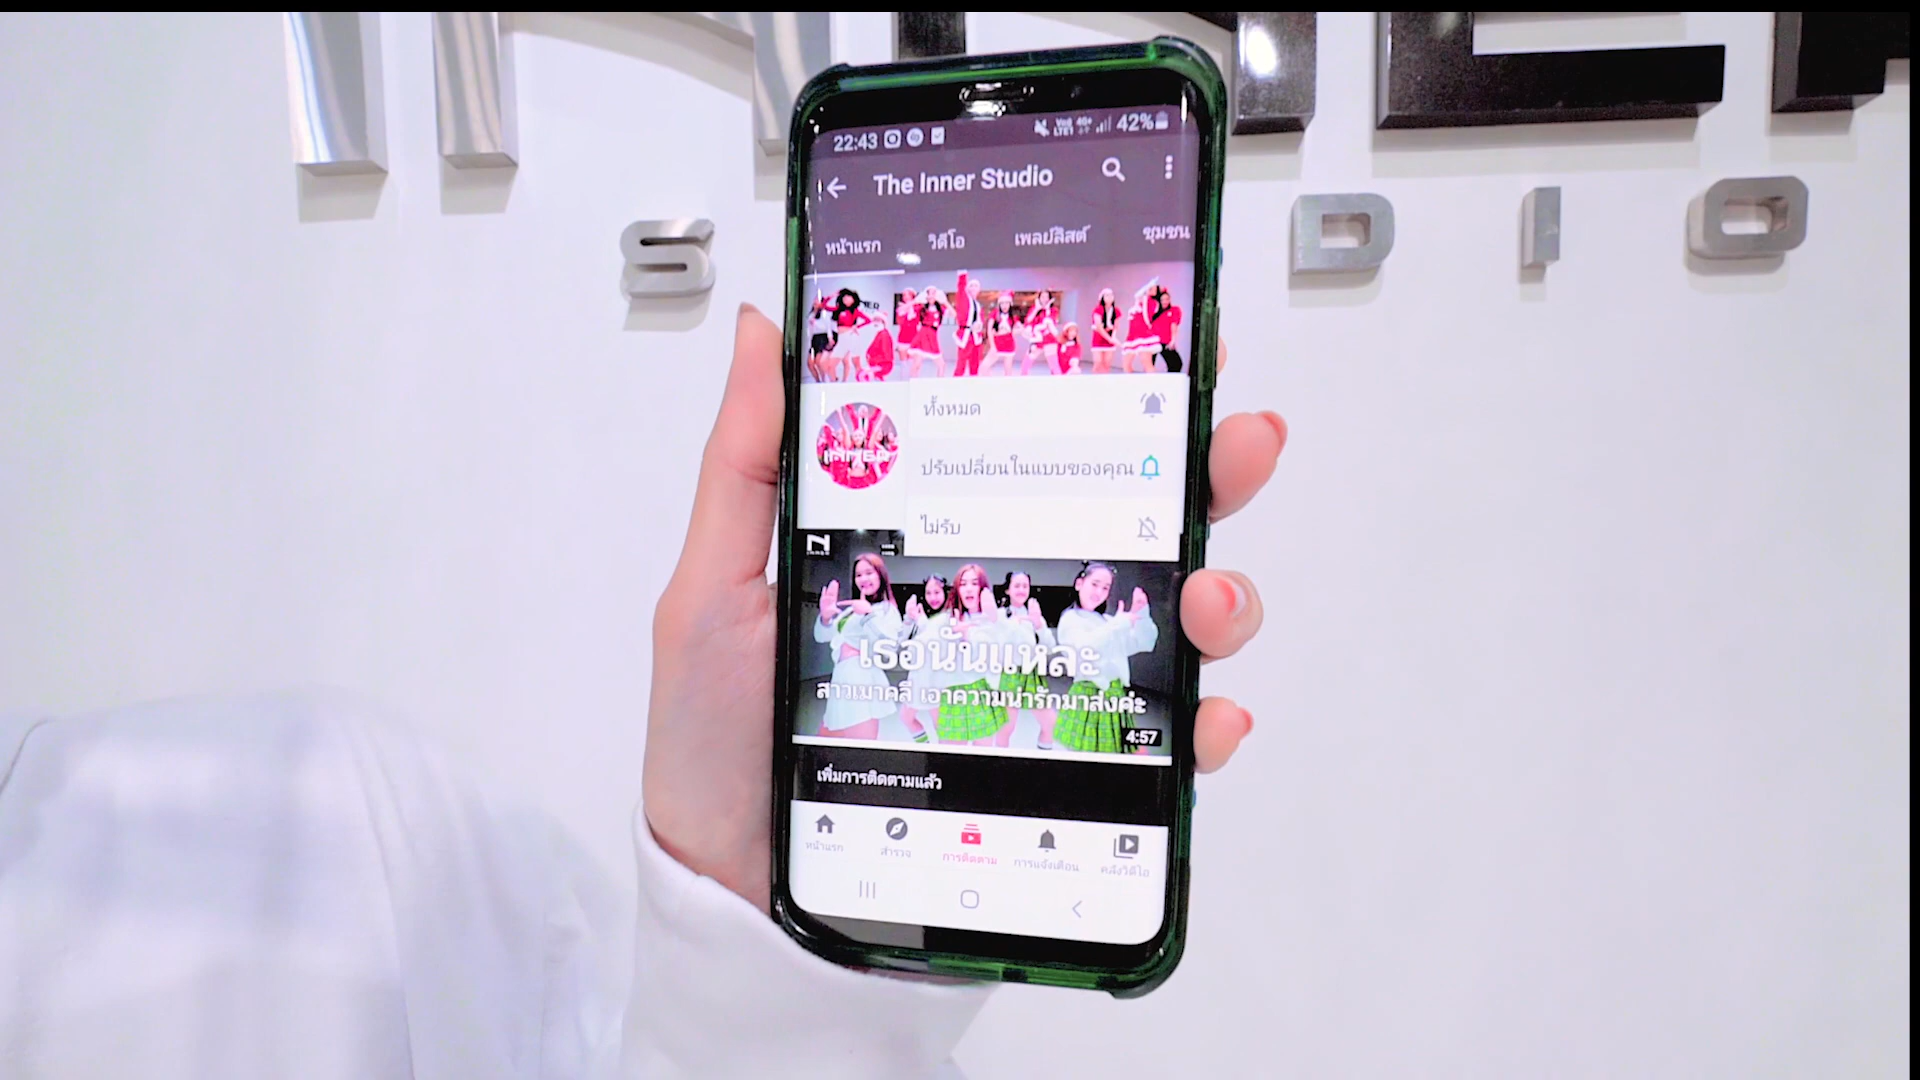 S DIO
22:43 42%
The Inner Studio
หน้าแรก วิดีโอ เพลย์ลิสต์ ชุมชน
INNER
ทั้งหมด
ปรับเปลี่ยนในแบบของคุณ
ไม่รับ
เธอนั่นแหละ
สาวเมาคลี เอาความน่ารักมาส่งค่ะ
4:57
เพิ่มการติดตามแล้ว
หน้าแรก สำรวจ การติดตาม การแจ้งเตือน คลังวิดีโอ